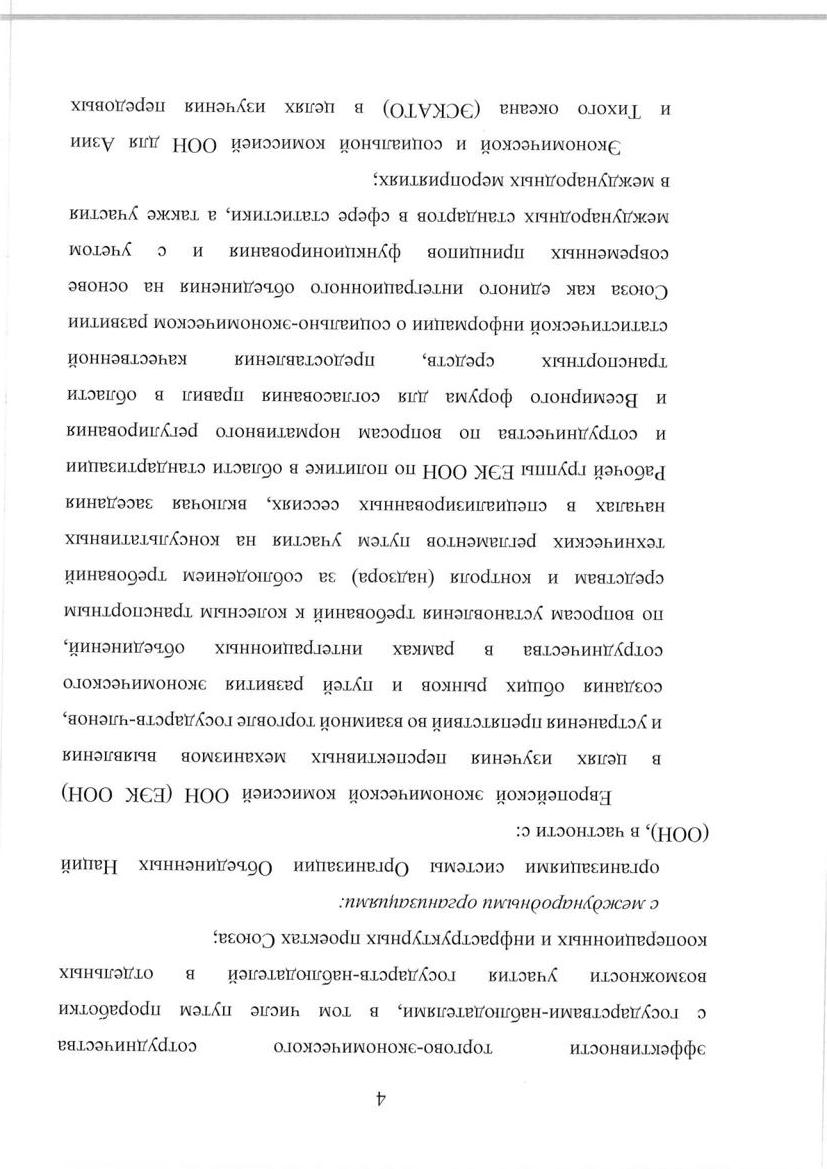 4
эффективности торгово-экономического сотрудничества
с государствами-наблюдателями, в том числе путем проработки
возможности участия государств-наблюдателей в отдельных
кооперационных и инфраструктурных проектах Союза;
с международными организациями:
организациями системы Организации Объединенных Наций
(ООН), в частности с:
Европейской экономической комиссией ООН (ЕЭК ООН)
в целях изучения перспективных механизмов выявления
и устранения препятствий во взаимной торговле государств-членов,
создания общих рынков и путей развития экономического
сотрудничества в рамках интеграционных объединений,
по вопросам установления требований к колесным транспортным
средствам и контроля (надзора) за соблюдением требований
технических регламентов путем участия на консультативных
началах в специализированных сессиях, включая заседания
Рабочей группы ЕЭК ООН по политике в области стандартизации
и сотрудничества по вопросам нормативного регулирования
и Всемирного форума для согласования правил в области
транспортных средств, предоставления качественной
статистической информации о социально-экономическом развитии
Союза как единого интеграционного объединения на основе
современных принципов функционирования и с учетом
международных стандартов в сфере статистики, а также участия
в международных мероприятиях;
Экономической и социальной комиссией ООН для Азии
и Тихого океана (ЭСКАТО) в целях изучения передовых